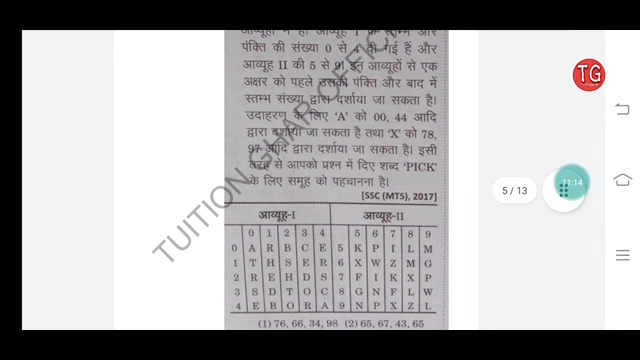 आव्यूहों में हैं। आव्यूह I के स्तम्भ और
पंक्ति की संख्या 0 से 4 दी गई हैं और
आव्यूह II की 5 से 9। इन आव्यूहों से एक
अक्षर को पहले उसकी पंक्ति और बाद में
स्तम्भ संख्या द्वारा दर्शाया जा सकता है।
उदाहरण के लिए ‘A’ को 00, 44 आदि
द्वारा दर्शाया जा सकता है तथा ‘X’ को 78,
97 आदि द्वारा दर्शाया जा सकता है। इसी
तरह से आपको प्रश्न में दिए शब्द ‘PICK’
के लिए समूह को पहचानना है।
[SSC (MTS), 2017]
आव्यूह-I आव्यूह-II
0 1 2 3 4 5 6 7 8 9
0 A R B C E 5 K P I L M
1 T H S E R 6 X W Z M G
2 R E H D S 7 F I K X P
3 S D T O C 8 G N F L W
4 E B O R A 9 N P X Z L
(1) 76, 66, 34, 98 (2) 65, 67, 43, 65
TUITION GHAR OFFICI
TG
11:14
5 / 13